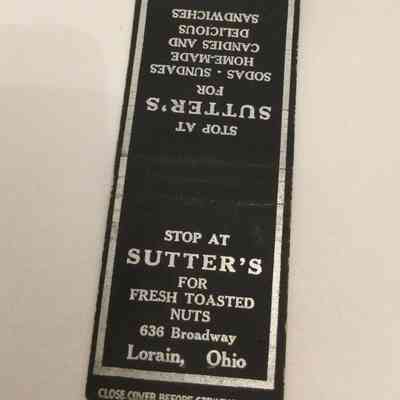 STOP AT
SUTTER'S
FOR
SODAS - SUNDAES
HOME-MADE
CANDIES AND
DELICIOUS
SANDWICHES
STOP AT
SUTTER'S
FOR
FRESH TOASTED
NUTS
636 Broadway
Lorain, Ohio
CLOSE COVER BEFORE